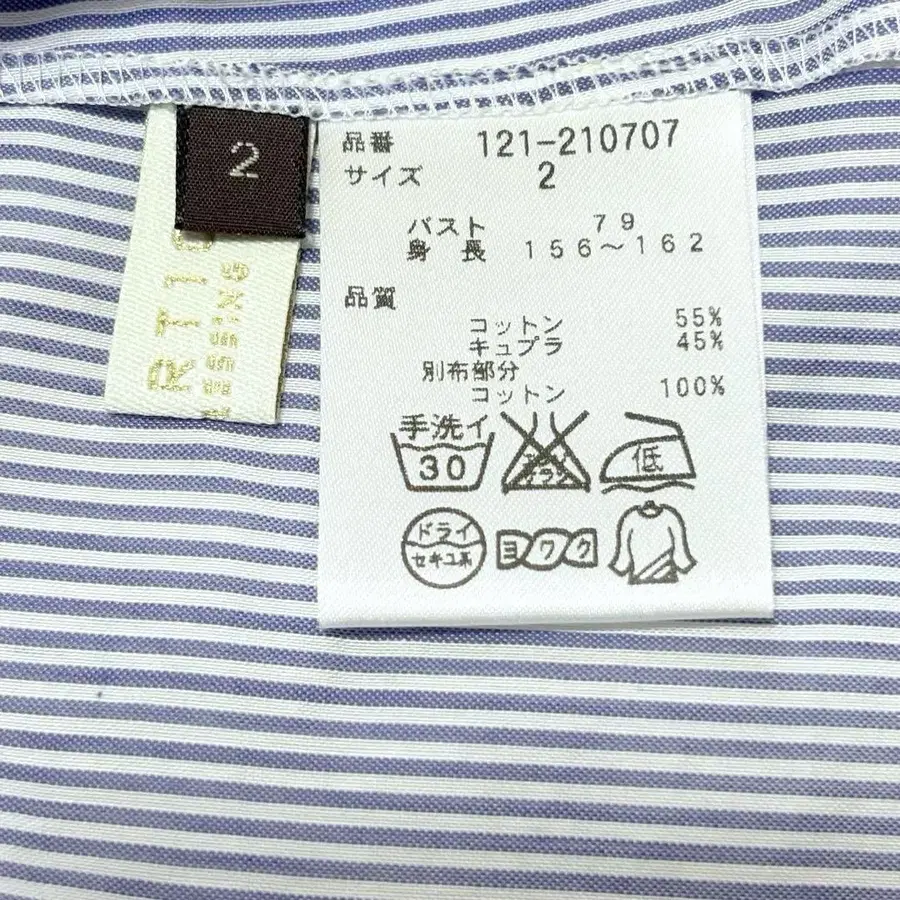 2
品番 121-210707
サイズ 2
バスト 79
身長 156〜162
品質
コットン 55%
キュプラ 45%
別布部分
コットン 100%
手洗イ
30
低
ドライ
セキユ系
ヨワク